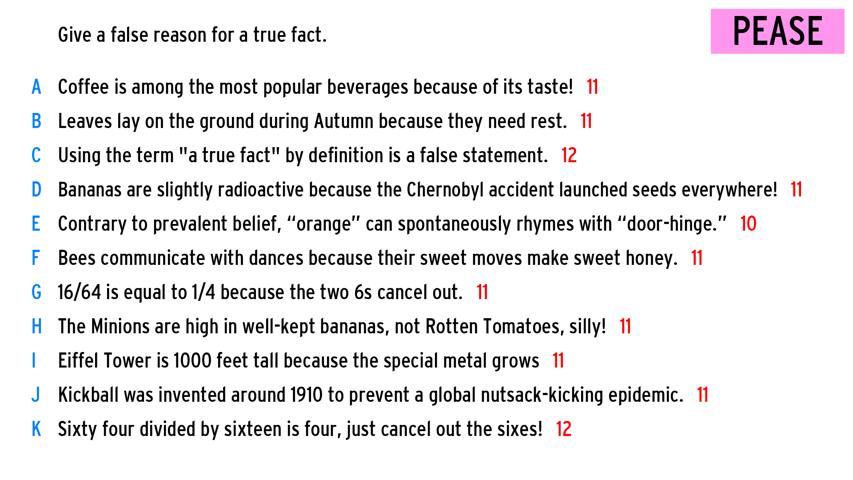 Give a false reason for a true fact.
PEASE
A Coffee is among the most popular beverages because of its taste! 11
B Leaves lay on the ground during Autumn because they need rest. 11
C Using the term "a true fact" by definition is a false statement. 12
D Bananas are slightly radioactive because the Chernobyl accident launched seeds everywhere! 11
E Contrary to prevalent belief, “orange” can spontaneously rhymes with “door-hinge.” 10
F Bees communicate with dances because their sweet moves make sweet honey. 11
G 16/64 is equal to 1/4 because the two 6s cancel out. 11
H The Minions are high in well-kept bananas, not Rotten Tomatoes, silly! 11
I Eiffel Tower is 1000 feet tall because the special metal grows 11
J Kickball was invented around 1910 to prevent a global nutsack-kicking epidemic. 11
K Sixty four divided by sixteen is four, just cancel out the sixes! 12